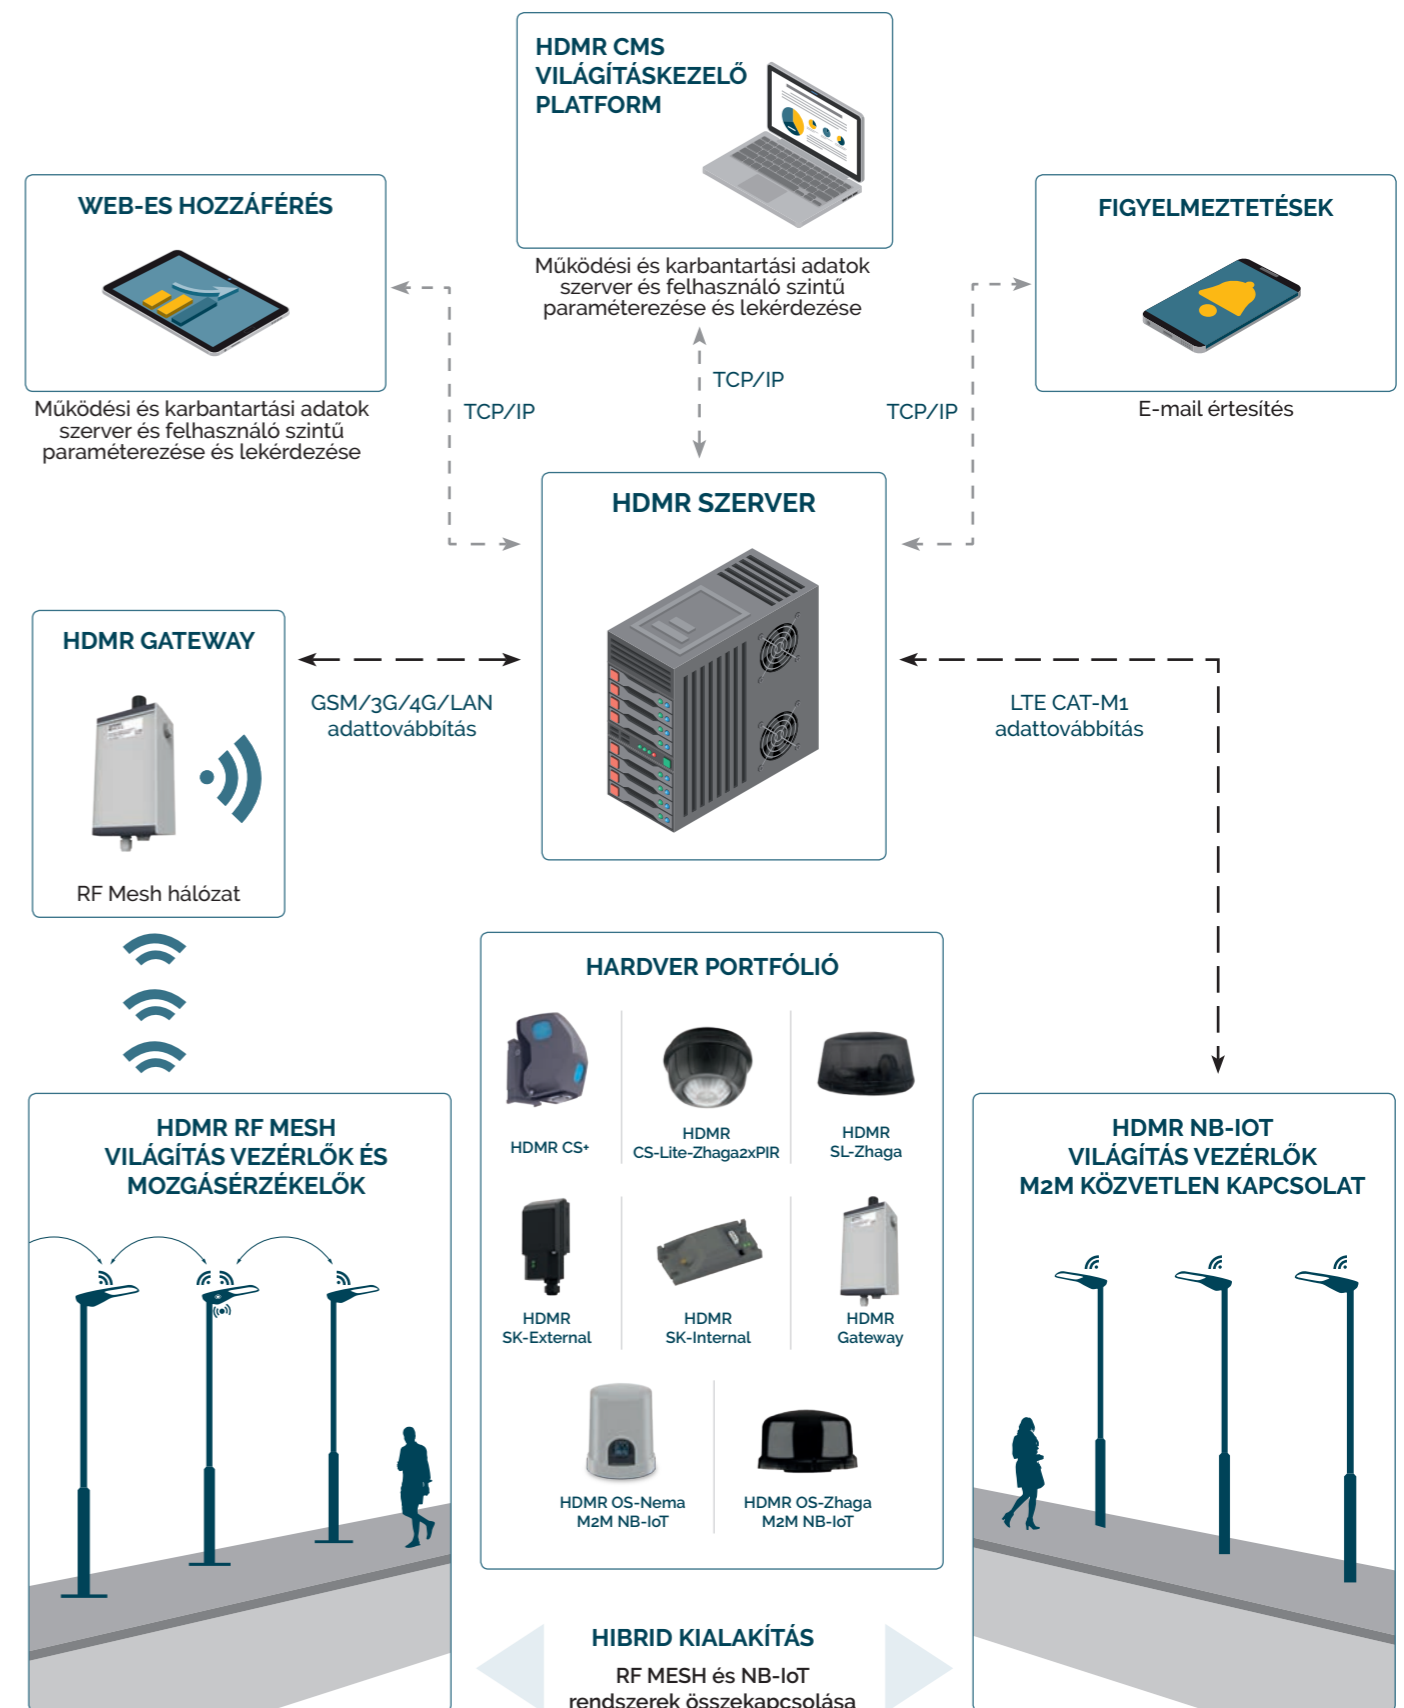 HDMR CMS
VILÁGÍTÁSKEZELŐ
PLATFORM
Működési és karbantartási adatok
szerver és felhasználó szintű
paraméterezése és lekérdezése
WEB-ES HOZZÁFÉRÉS
Működési és karbantartási adatok
szerver és felhasználó szintű
paraméterezése és lekérdezése
FIGYELMEZTETÉSEK
E-mail értesítés
TCP/IP
TCP/IP
TCP/IP
HDMR SZERVER
HDMR GATEWAY
RF Mesh hálózat
GSM/3G/4G/LAN
adattovábbítás
LTE CAT-M1
adattovábbítás
HARDVER PORTFÓLIÓ
HDMR CS+
HDMR
CS-Lite-Zhaga2xPIR
HDMR
SL-Zhaga
HDMR
SK-External
HDMR
SK-Internal
HDMR
Gateway
HDMR OS-Nema
M2M NB-IoT
HDMR OS-Zhaga
M2M NB-IoT
HDMR RF MESH
VILÁGÍTÁS VEZÉRLŐK ÉS
MOZGÁSÉRZÉKELŐK
HDMR NB-IOT
VILÁGÍTÁS VEZÉRLŐK
M2M KÖZVETLEN KAPCSOLAT
HIBRID KIALAKÍTÁS
RF MESH és NB-IoT
rendszerek összekapcsolása